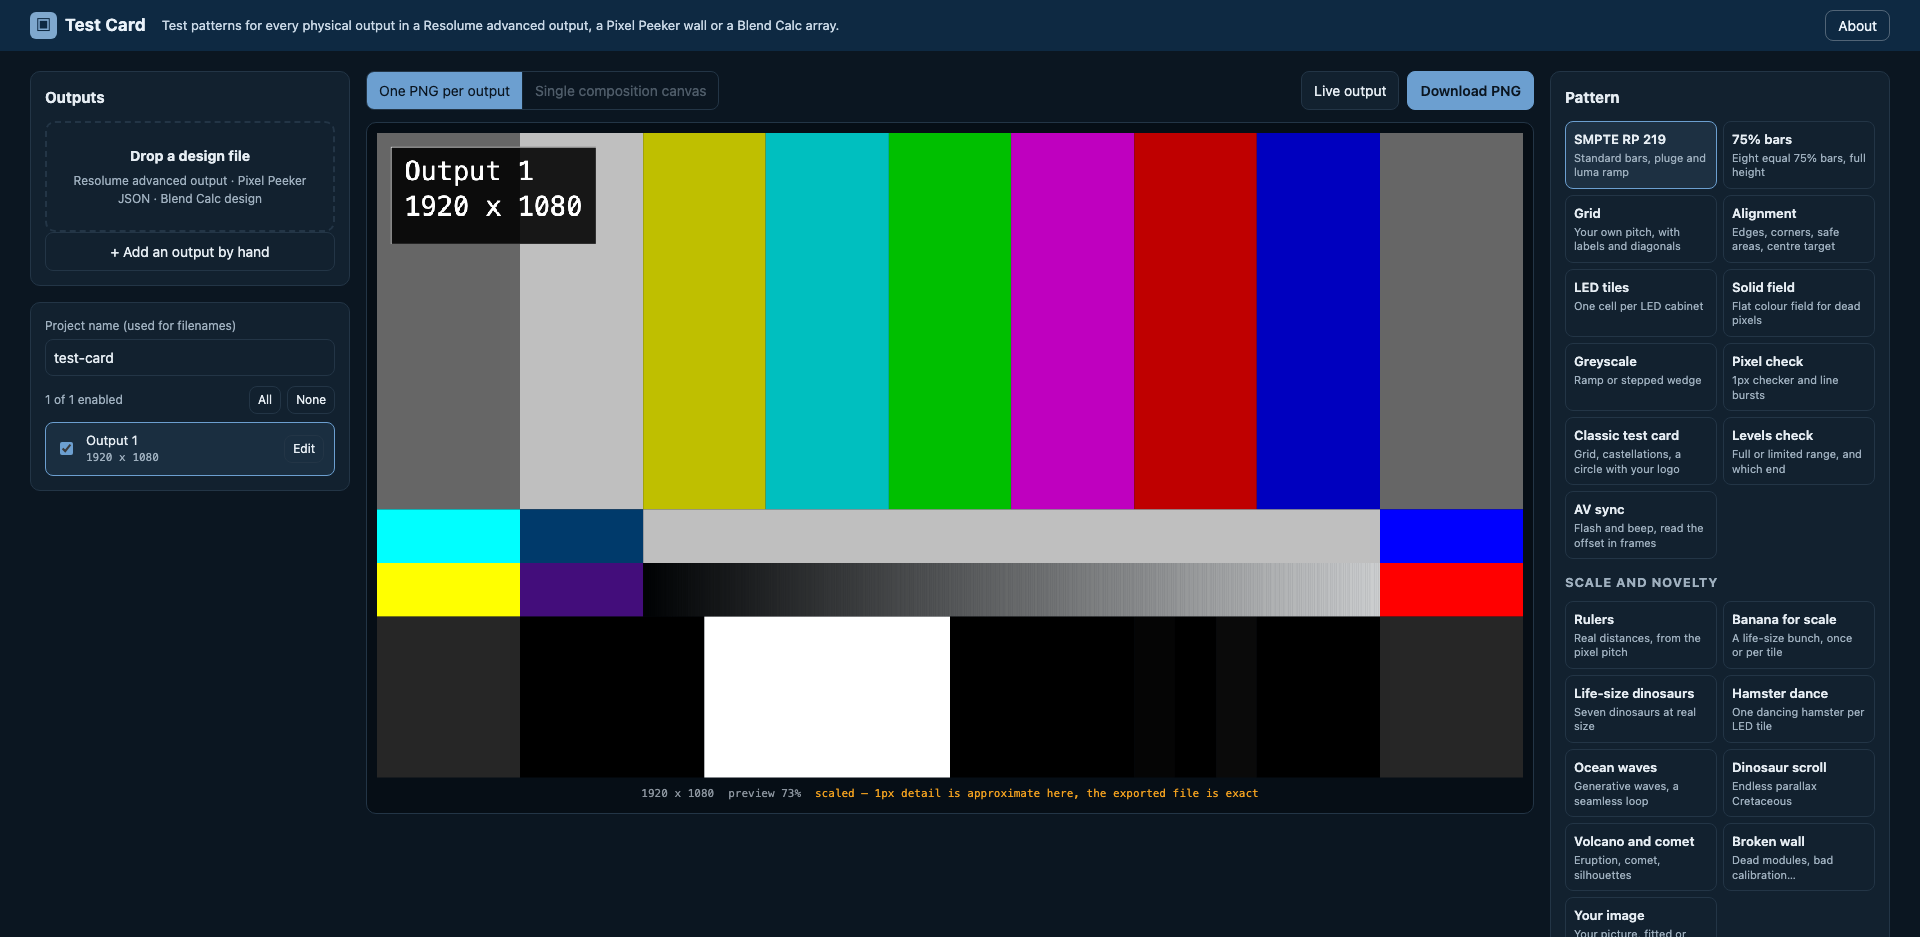 Test Card
Test patterns for every physical output in a Resolume advanced output, a Pixel Peeker wall or a Blend Calc array.
About
Outputs
Drop a design file
Resolume advanced output · Pixel Peeker
JSON · Blend Calc design
+ Add an output by hand
Project name (used for filenames)
test-card
1 of 1 enabled
All
None
Output 1
1920 x 1080
Edit
One PNG per output
Single composition canvas
Live output
Download PNG
Output 1
1920 x 1080
1920 x 1080 preview 73% scaled — 1px detail is approximate here, the exported file is exact
Pattern
SMPTE RP 219
Standard bars, pluge and
luma ramp
75% bars
Eight equal 75% bars, full
height
Grid
Your own pitch, with
labels and diagonals
Alignment
Edges, corners, safe
areas, centre target
LED tiles
One cell per LED cabinet
Solid field
Flat colour field for dead
pixels
Greyscale
Ramp or stepped wedge
Pixel check
1px checker and line
bursts
Classic test card
Grid, castellations, a
circle with your logo
Levels check
Full or limited range, and
which end
AV sync
Flash and beep, read the
offset in frames
SCALE AND NOVELTY
Rulers
Real distances, from the
pixel pitch
Banana for scale
A life-size bunch, once
or per tile
Life-size dinosaurs
Seven dinosaurs at real
size
Hamster dance
One dancing hamster per
LED tile
Ocean waves
Generative waves, a
seamless loop
Dinosaur scroll
Endless parallax
Cretaceous
Volcano and comet
Eruption, comet,
silhouettes
Broken wall
Dead modules, bad
calibration...
Your image
Your picture, fitted or